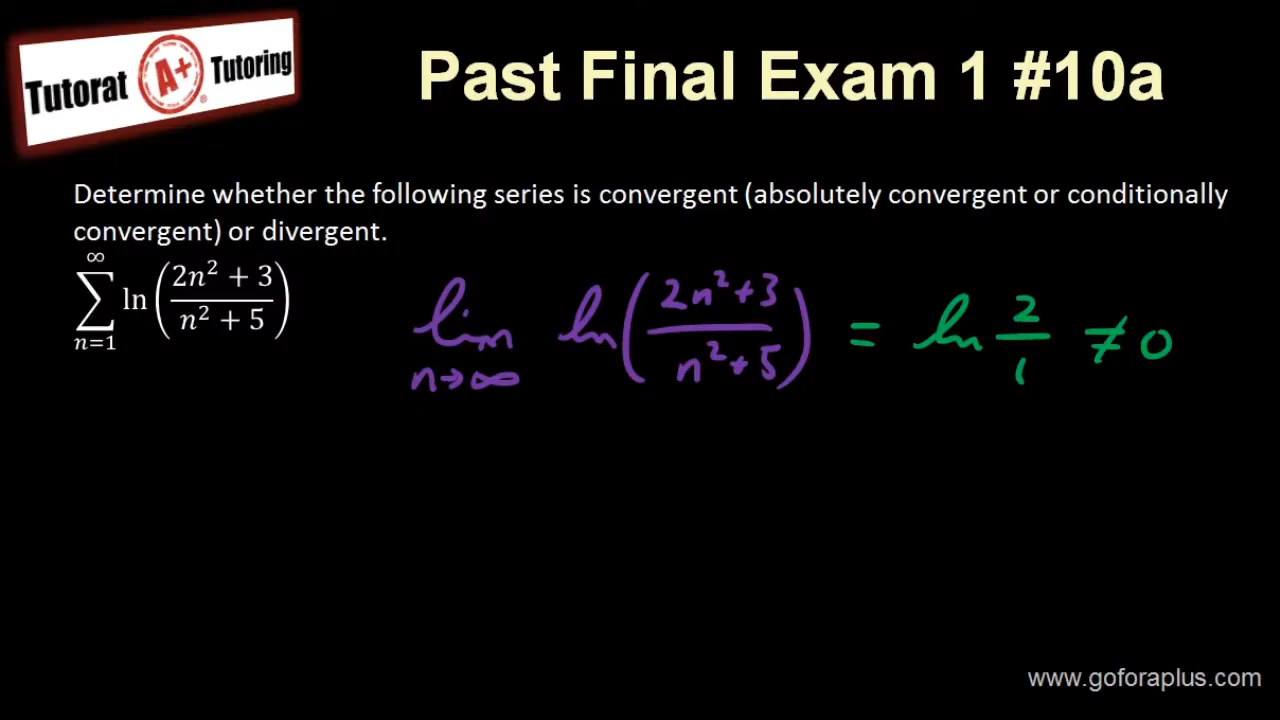 Tutorat A+ Tutoring
Past Final Exam 1 #10a
Determine whether the following series is convergent (absolutely convergent or conditionally
convergent) or divergent.
∑_{n=1}^{∞} ln((2n² + 3)/(n² + 5))
lim_{n→∞} ln((2n²+3)/(n²+5)) = ln 2/1 ≠ 0
www.goforaplus.com